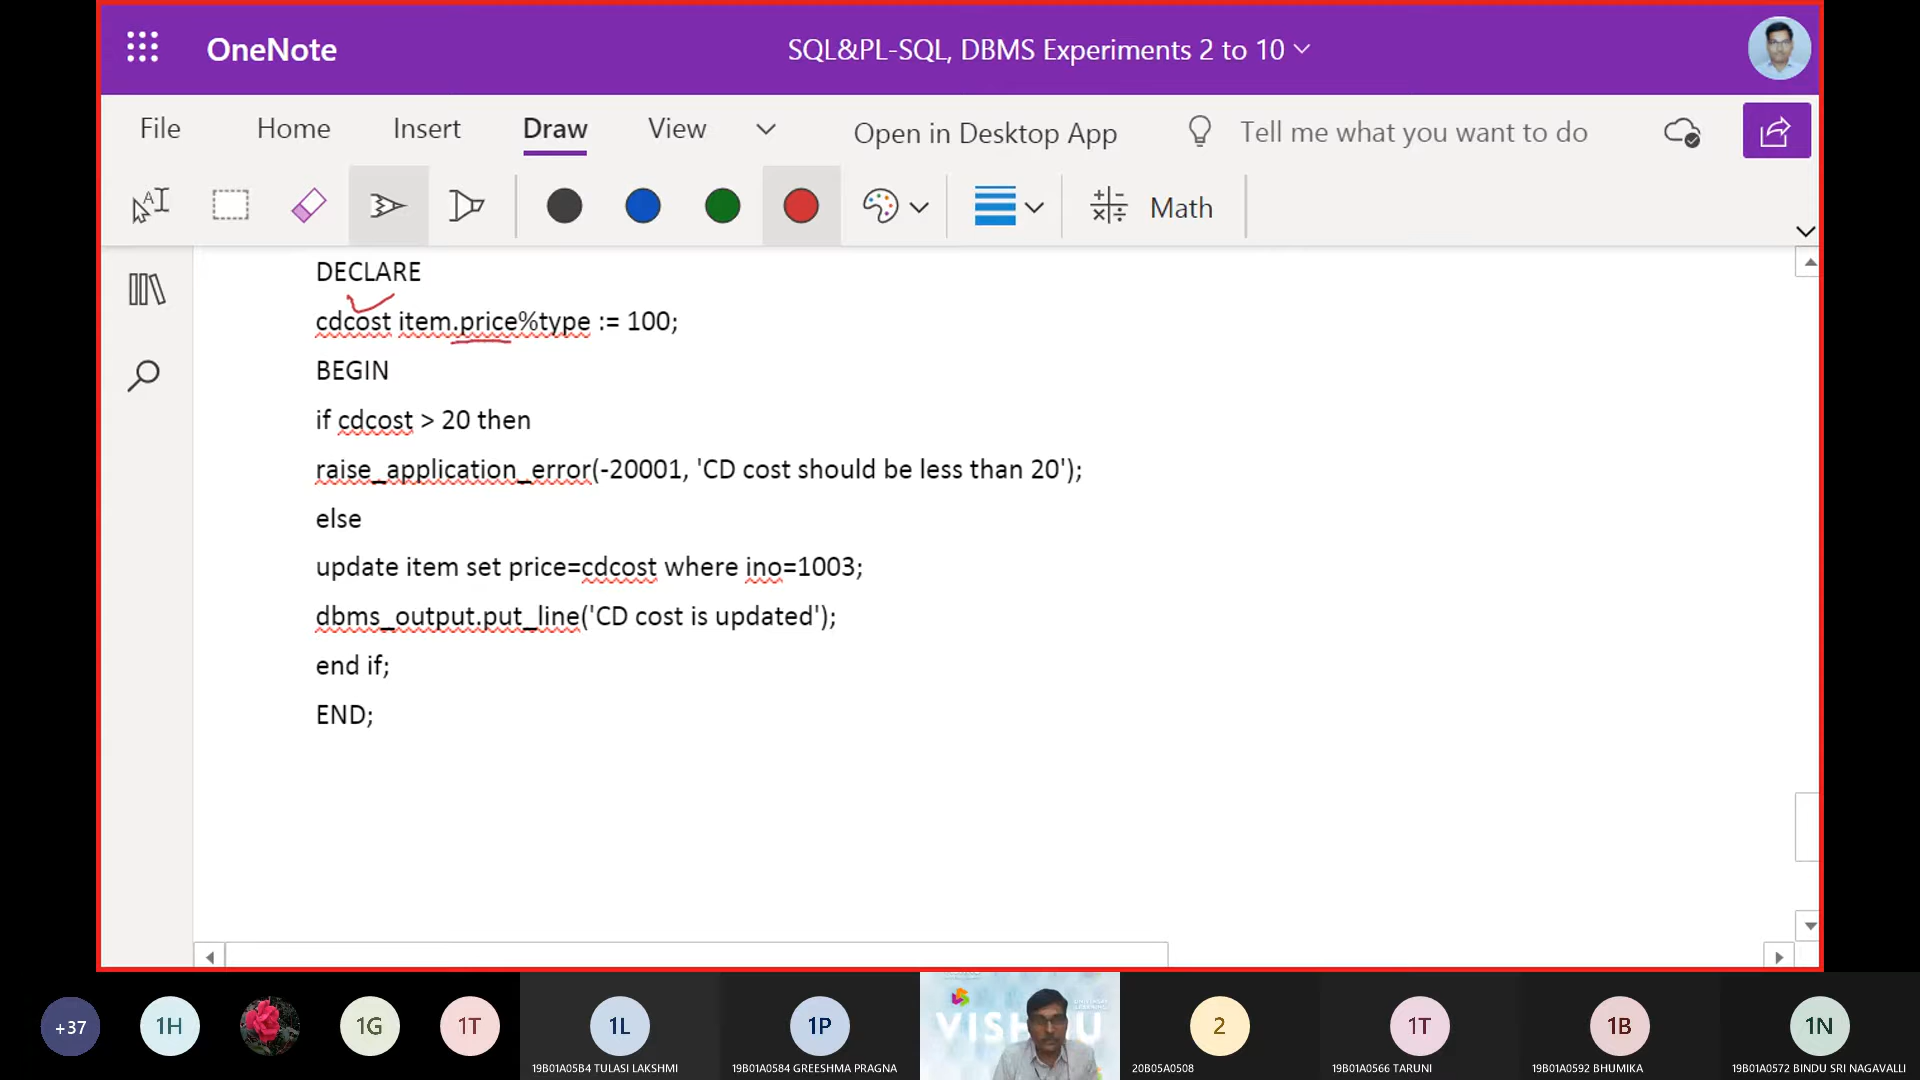 OneNote
SQL&PL-SQL, DBMS Experiments 2 to 10
File Home Insert Draw View Open in Desktop App Tell me what you want to do
Math
DECLARE
cdcost item.price%type := 100;
BEGIN
if cdcost > 20 then
raise_application_error(-20001, 'CD cost should be less than 20');
else
update item set price=cdcost where ino=1003;
dbms_output.put_line('CD cost is updated');
end if;
END;
+37 1H 1G 1T 1L 1P VISHNU 2 1T 1B 1N
19B01A05B4 TULASI LAKSHMI 19B01A0584 GREESHMA PRAGNA 20B05A0508 19B01A0566 TARUNI 19B01A0592 BHUMIKA 19B01A0572 BINDU SRI NAGAVALLI